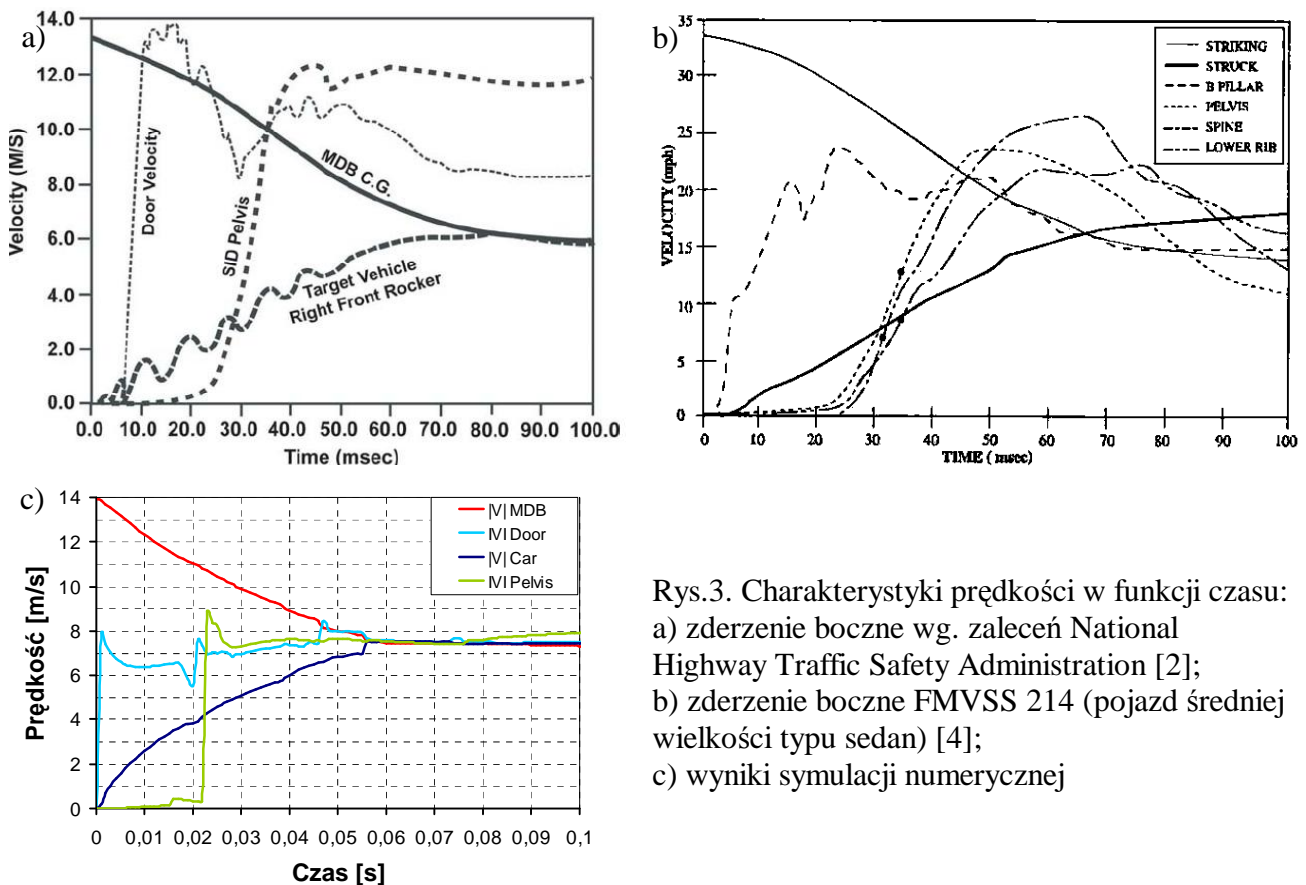 a)
14.0
12.0
10.0
8.0
6.0
4.0
2.0
0.0
Velocity (M/S)
Door Velocity
SID Pelvis
MDB C.G.
Target Vehicle
Right Front Rocker
0.0 10.0 20.0 30.0 40.0 50.0 60.0 70.0 80.0 90.0 100.0
Time (msec)
b)
35
30
25
20
15
10
5
0
VELOCITY (mph)
STRIKING
STRUCK
B PILLAR
PELVIS
SPINE
LOWER RIB
0 10 20 30 40 50 60 70 80 90 100
TIME ( msec)
c)
14
12
10
8
6
4
2
0
Prędkość [m/s]
|V| MDB
|V| Door
|V| Car
|V| Pelvis
0 0,01 0,02 0,03 0,04 0,05 0,06 0,07 0,08 0,09 0,1
Czas [s]
Rys.3. Charakterystyki prędkości w funkcji czasu:
a) zderzenie boczne wg. zaleceń National
Highway Traffic Safety Administration [2];
b) zderzenie boczne FMVSS 214 (pojazd średniej
wielkości typu sedan) [4];
c) wyniki symulacji numerycznej